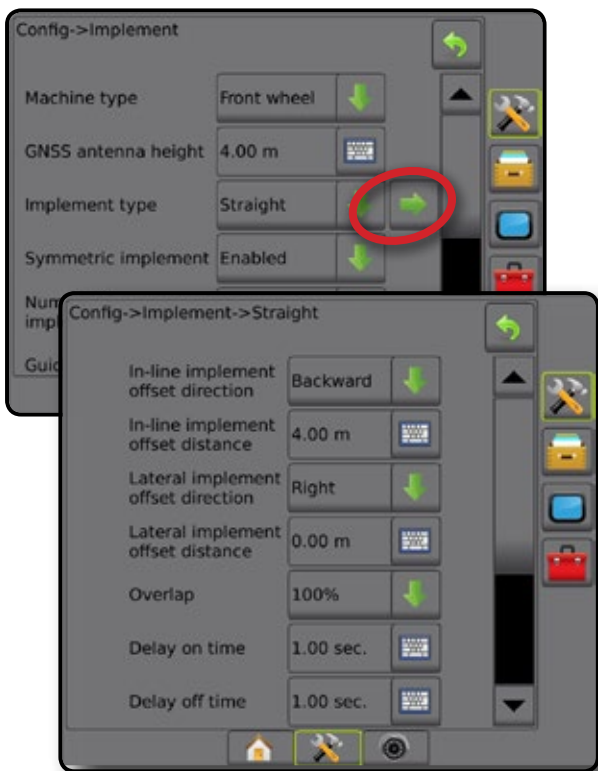 Config->Implement
Machine type Front wheel
GNSS antenna height 4.00 m
Implement type Straight
Symmetric implement Enabled
Num
impl
Guid
Config->Implement->Straight
In-line implement
offset direction Backward
In-line implement
offset distance 4.00 m
Lateral implement
offset direction Right
Lateral implement
offset distance 0.00 m
Overlap 100%
Delay on time 1.00 sec.
Delay off time 1.00 sec.